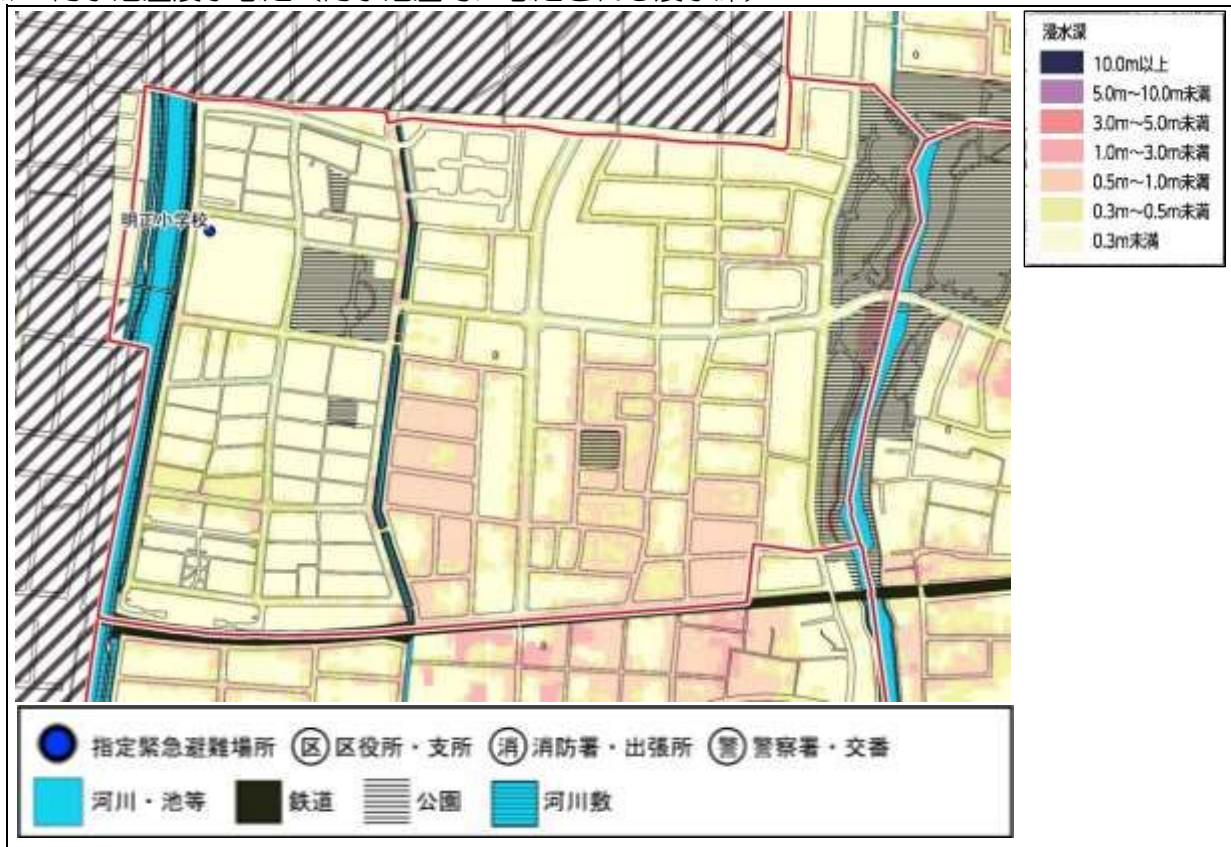 浸水深
10.0m以上
5.0m～10.0m未満
3.0m～5.0m未満
1.0m～3.0m未満
0.5m～1.0m未満
0.3m～0.5m未満
0.3m未満
明正小学校
指定緊急避難場所 区 区役所・支所 消 消防署・出張所 警 警察署・交番
河川・池等 鉄道 公園 河川敷